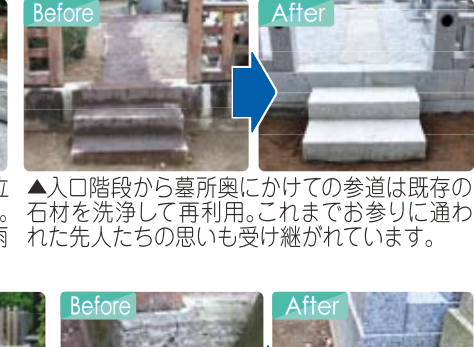 Before
After
▲入口階段から墓所奥にかけての参道は既存の
石材を洗浄して再利用。これまでお参りに通わ
れた先人たちの思いも受け継がれています。
。
雨
Before
After